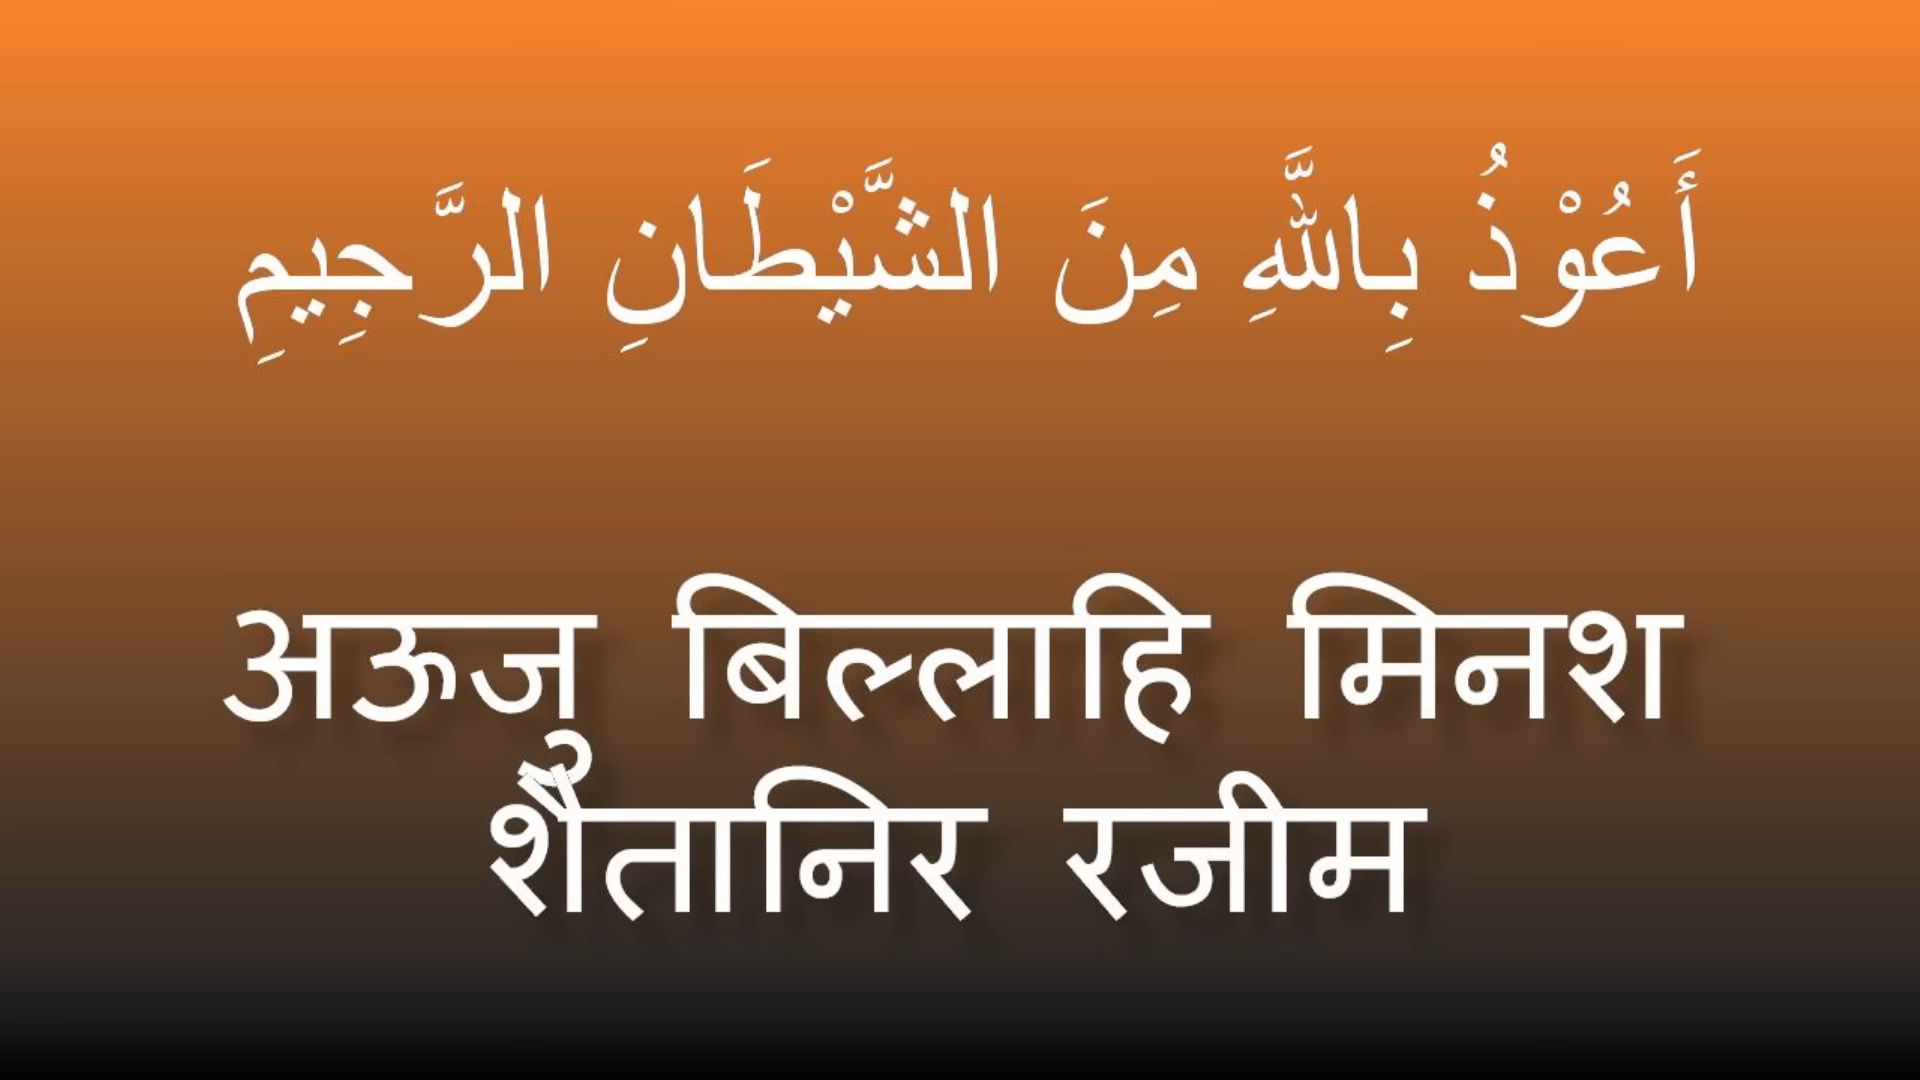 أَعُوْذُ بِاللَّهِ مِنَ الشَّيْطَانِ الرَّجِيمِ
अऊजु बिल्लाहि मिनश
शैतानिर रजीम